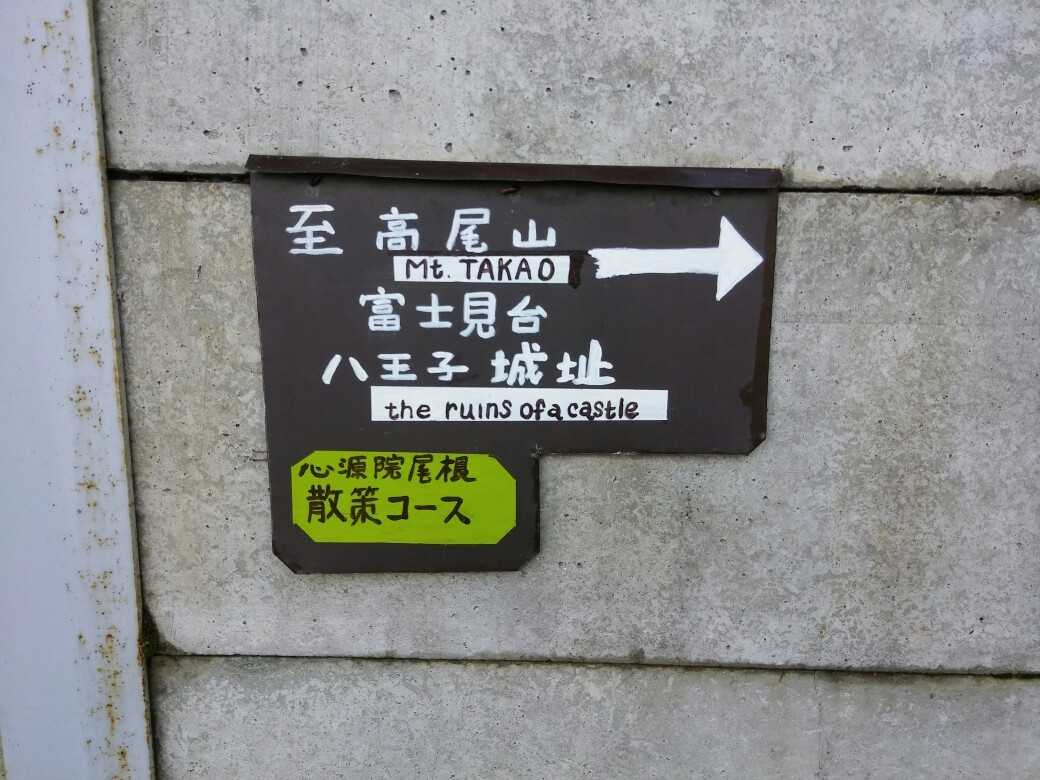 至 高尾山
Mt. TAKAO
富士見台
八王子 城址
the ruins of a castle
心源院尾根
散策コース